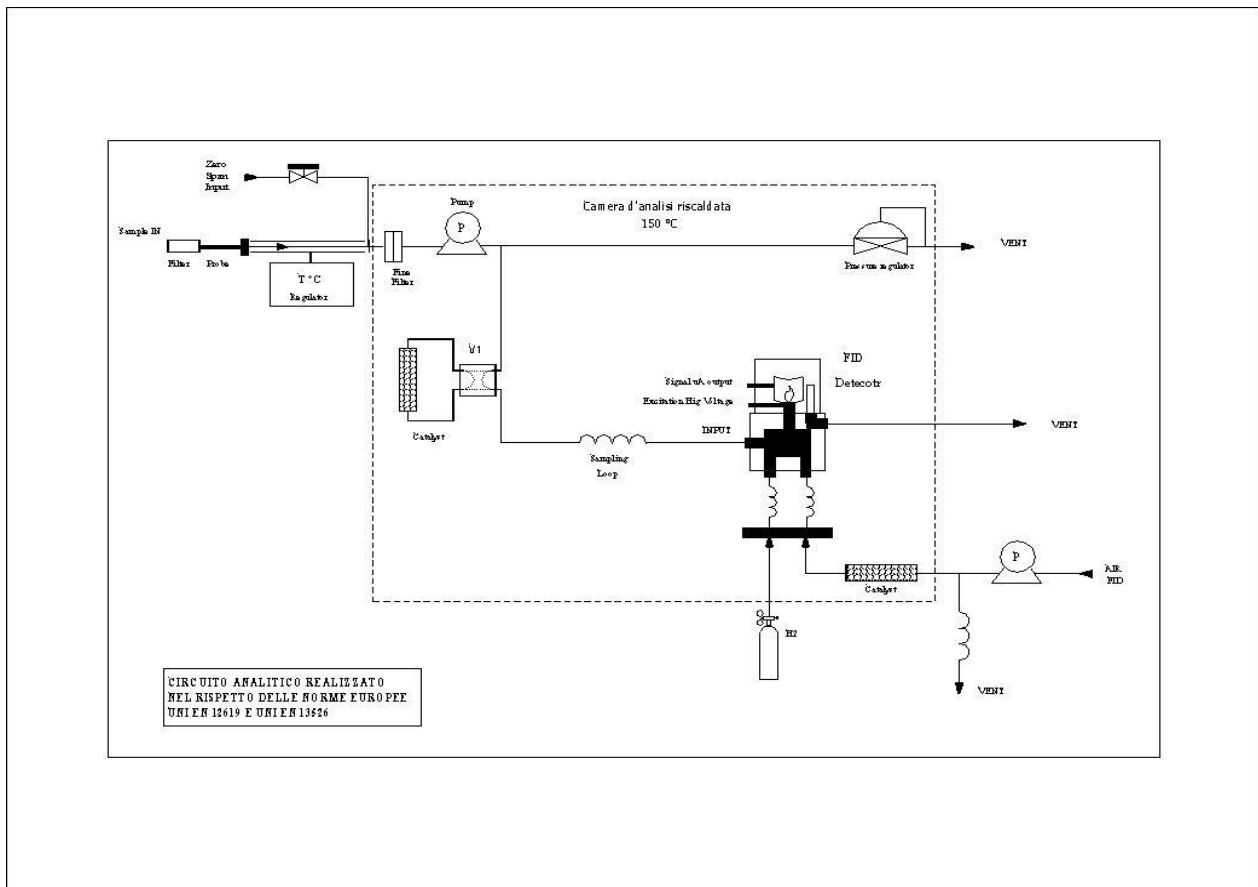 Zero
Span
Input
Sample IN
Filter
Probe
T °C
Regulator
Fine
Filter
Pump
P
Camera d'analisi riscaldata
150 °C
Pressure regulator
VENT
V1
Catalyst
Sampling
Loop
FID
Detecotr
Signal uA output
Excitation Hig Voltage
INPUT
VENT
P
AIR
FID
Catalyst
H2
VENT
CIRCUITO ANALITICO REALIZZATO
NEL RISPETTO DELLE NORME EUROPEE
UNI EN 12619 E UNI EN 13526